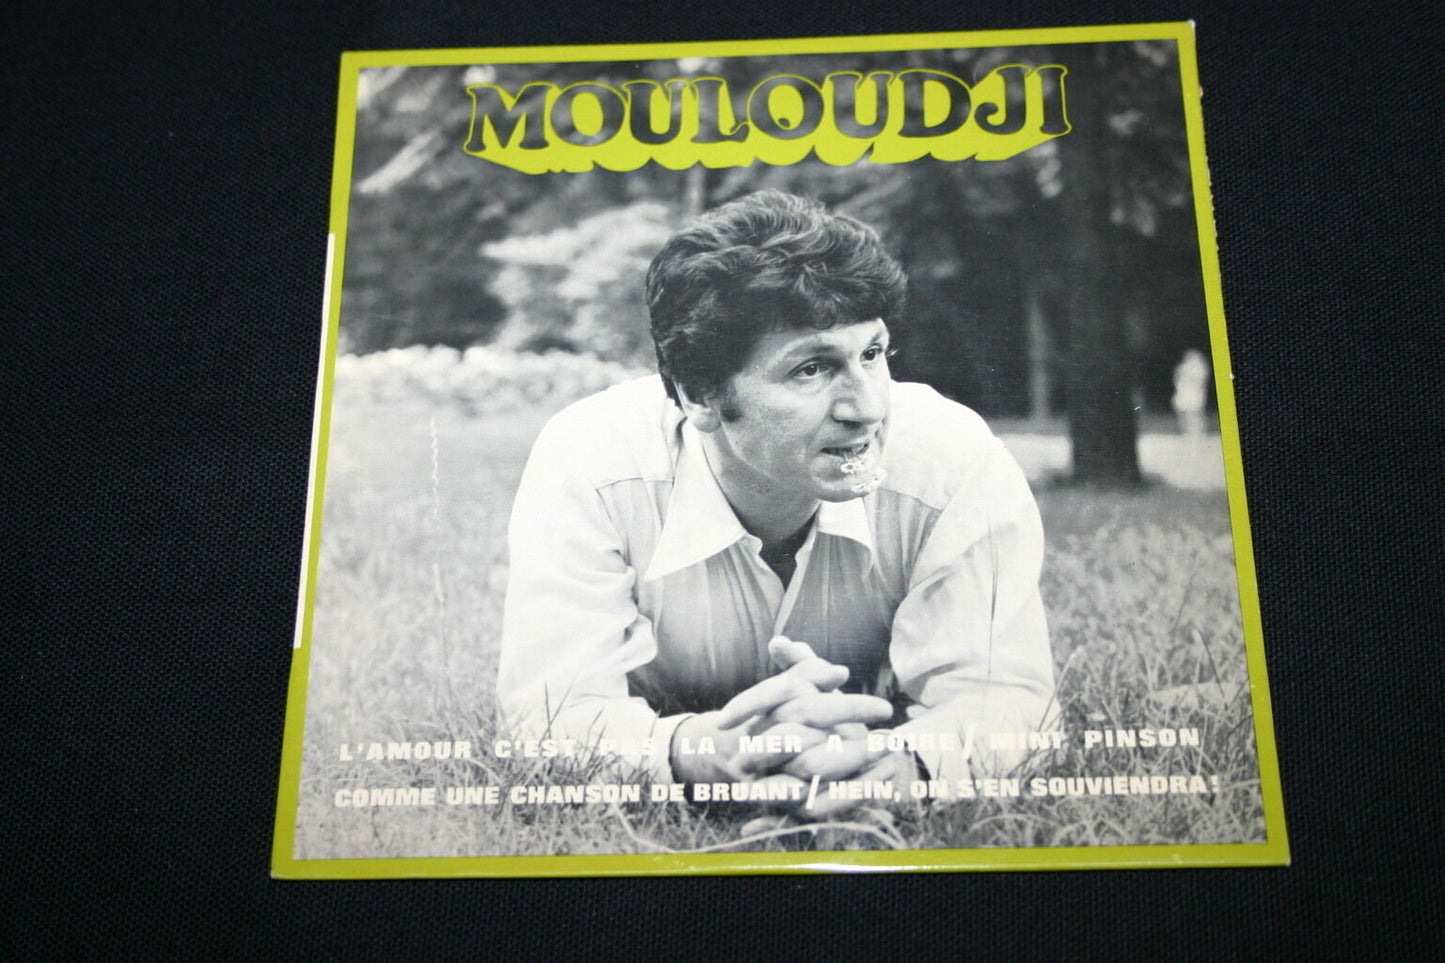 MOULOUDJI
L'AMOUR C'EST PAS LA MER A BOIRE / MINI PINSON
COMME UNE CHANSON DE BRUANT / HEIN, ON S'EN SOUVIENDRA!